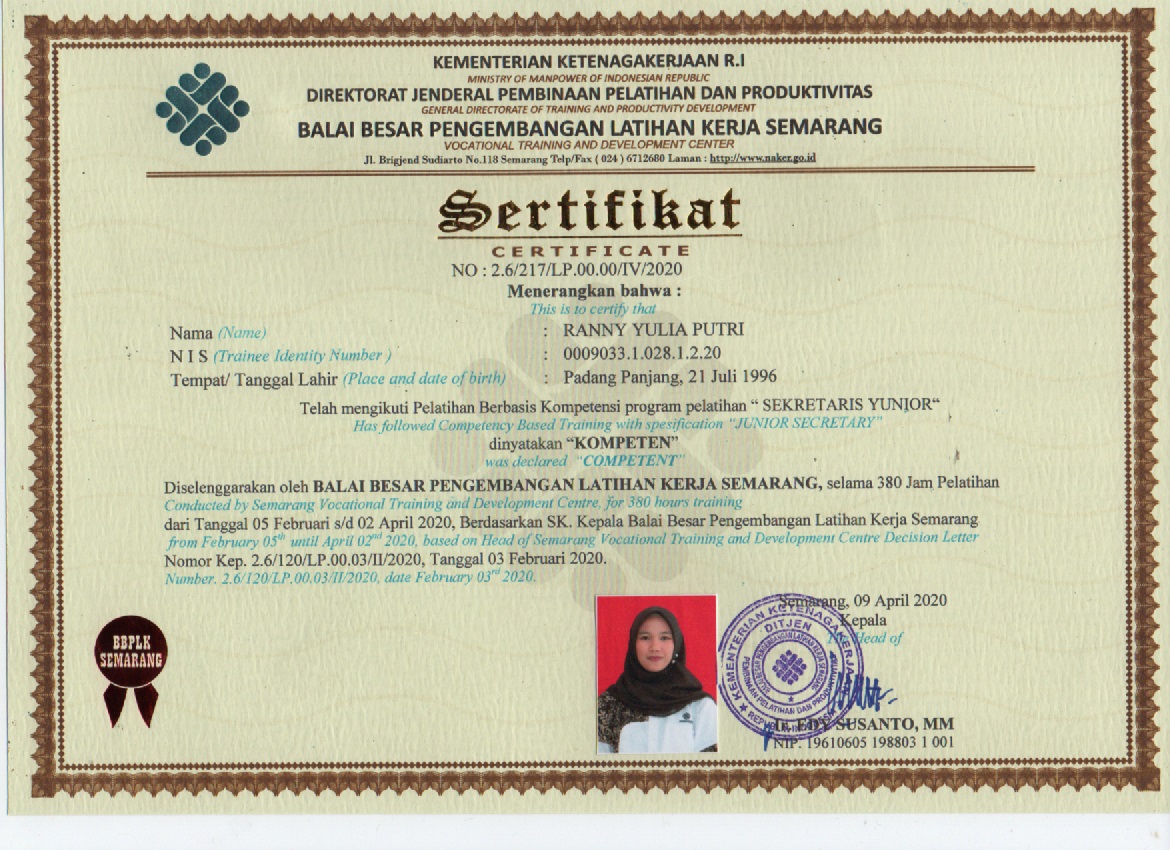 KEMENTERIAN KETENAGAKERJAAN R.I
MINISTRY OF MANPOWER OF INDONESIAN REPUBLIC
DIREKTORAT JENDERAL PEMBINAAN PELATIHAN DAN PRODUKTIVITAS
GENERAL DIRECTORATE OF TRAINING AND PRODUCTIVITY DEVELOPMENT
BALAI BESAR PENGEMBANGAN LATIHAN KERJA SEMARANG
VOCATIONAL TRAINING AND DEVELOPMENT CENTER
Jl. Brigjend Sudiarto No.118 Semarang Telp/Fax ( 024 ) 6712680 Laman : http://www.naker.go.id
Sertifikat
CERTIFICATE
NO : 2.6/217/LP.00.00/IV/2020
Menerangkan bahwa :
This is to certify that
Nama (Name) : RANNY YULIA PUTRI
N I S (Trainee Identity Number ) : 0009033.1.028.1.2.20
Tempat/ Tanggal Lahir (Place and date of birth) : Padang Panjang, 21 Juli 1996
Telah mengikuti Pelatihan Berbasis Kompetensi program pelatihan “ SEKRETARIS YUNIOR“
Has followed Competency Based Training with spesification “JUNIOR SECRETARY”
dinyatakan “KOMPETEN”
was declared “COMPETENT”
Diselenggarakan oleh BALAI BESAR PENGEMBANGAN LATIHAN KERJA SEMARANG, selama 380 Jam Pelatihan
Conducted by Semarang Vocational Training and Development Centre, for 380 hours training
dari Tanggal 05 Februari s/d 02 April 2020, Berdasarkan SK. Kepala Balai Besar Pengembangan Latihan Kerja Semarang
from February 05th until April 02nd 2020, based on Head of Semarang Vocational Training and Development Centre Decision Letter
Nomor Kep. 2.6/120/LP.00.03/II/2020, Tanggal 03 Februari 2020.
Number. 2.6/120/LP.00.03/II/2020, date February 03rd 2020.
Semarang, 09 April 2020
Kepala
The Head of
BBPLK
SEMARANG
KEMENTERIAN KETENAGAKERJAAN
DITJEN
PEMBINAAN PELATIHAN DAN PRODUKTIVITAS
EDY SUSANTO, MM
NIP. 19610605 198803 1 001